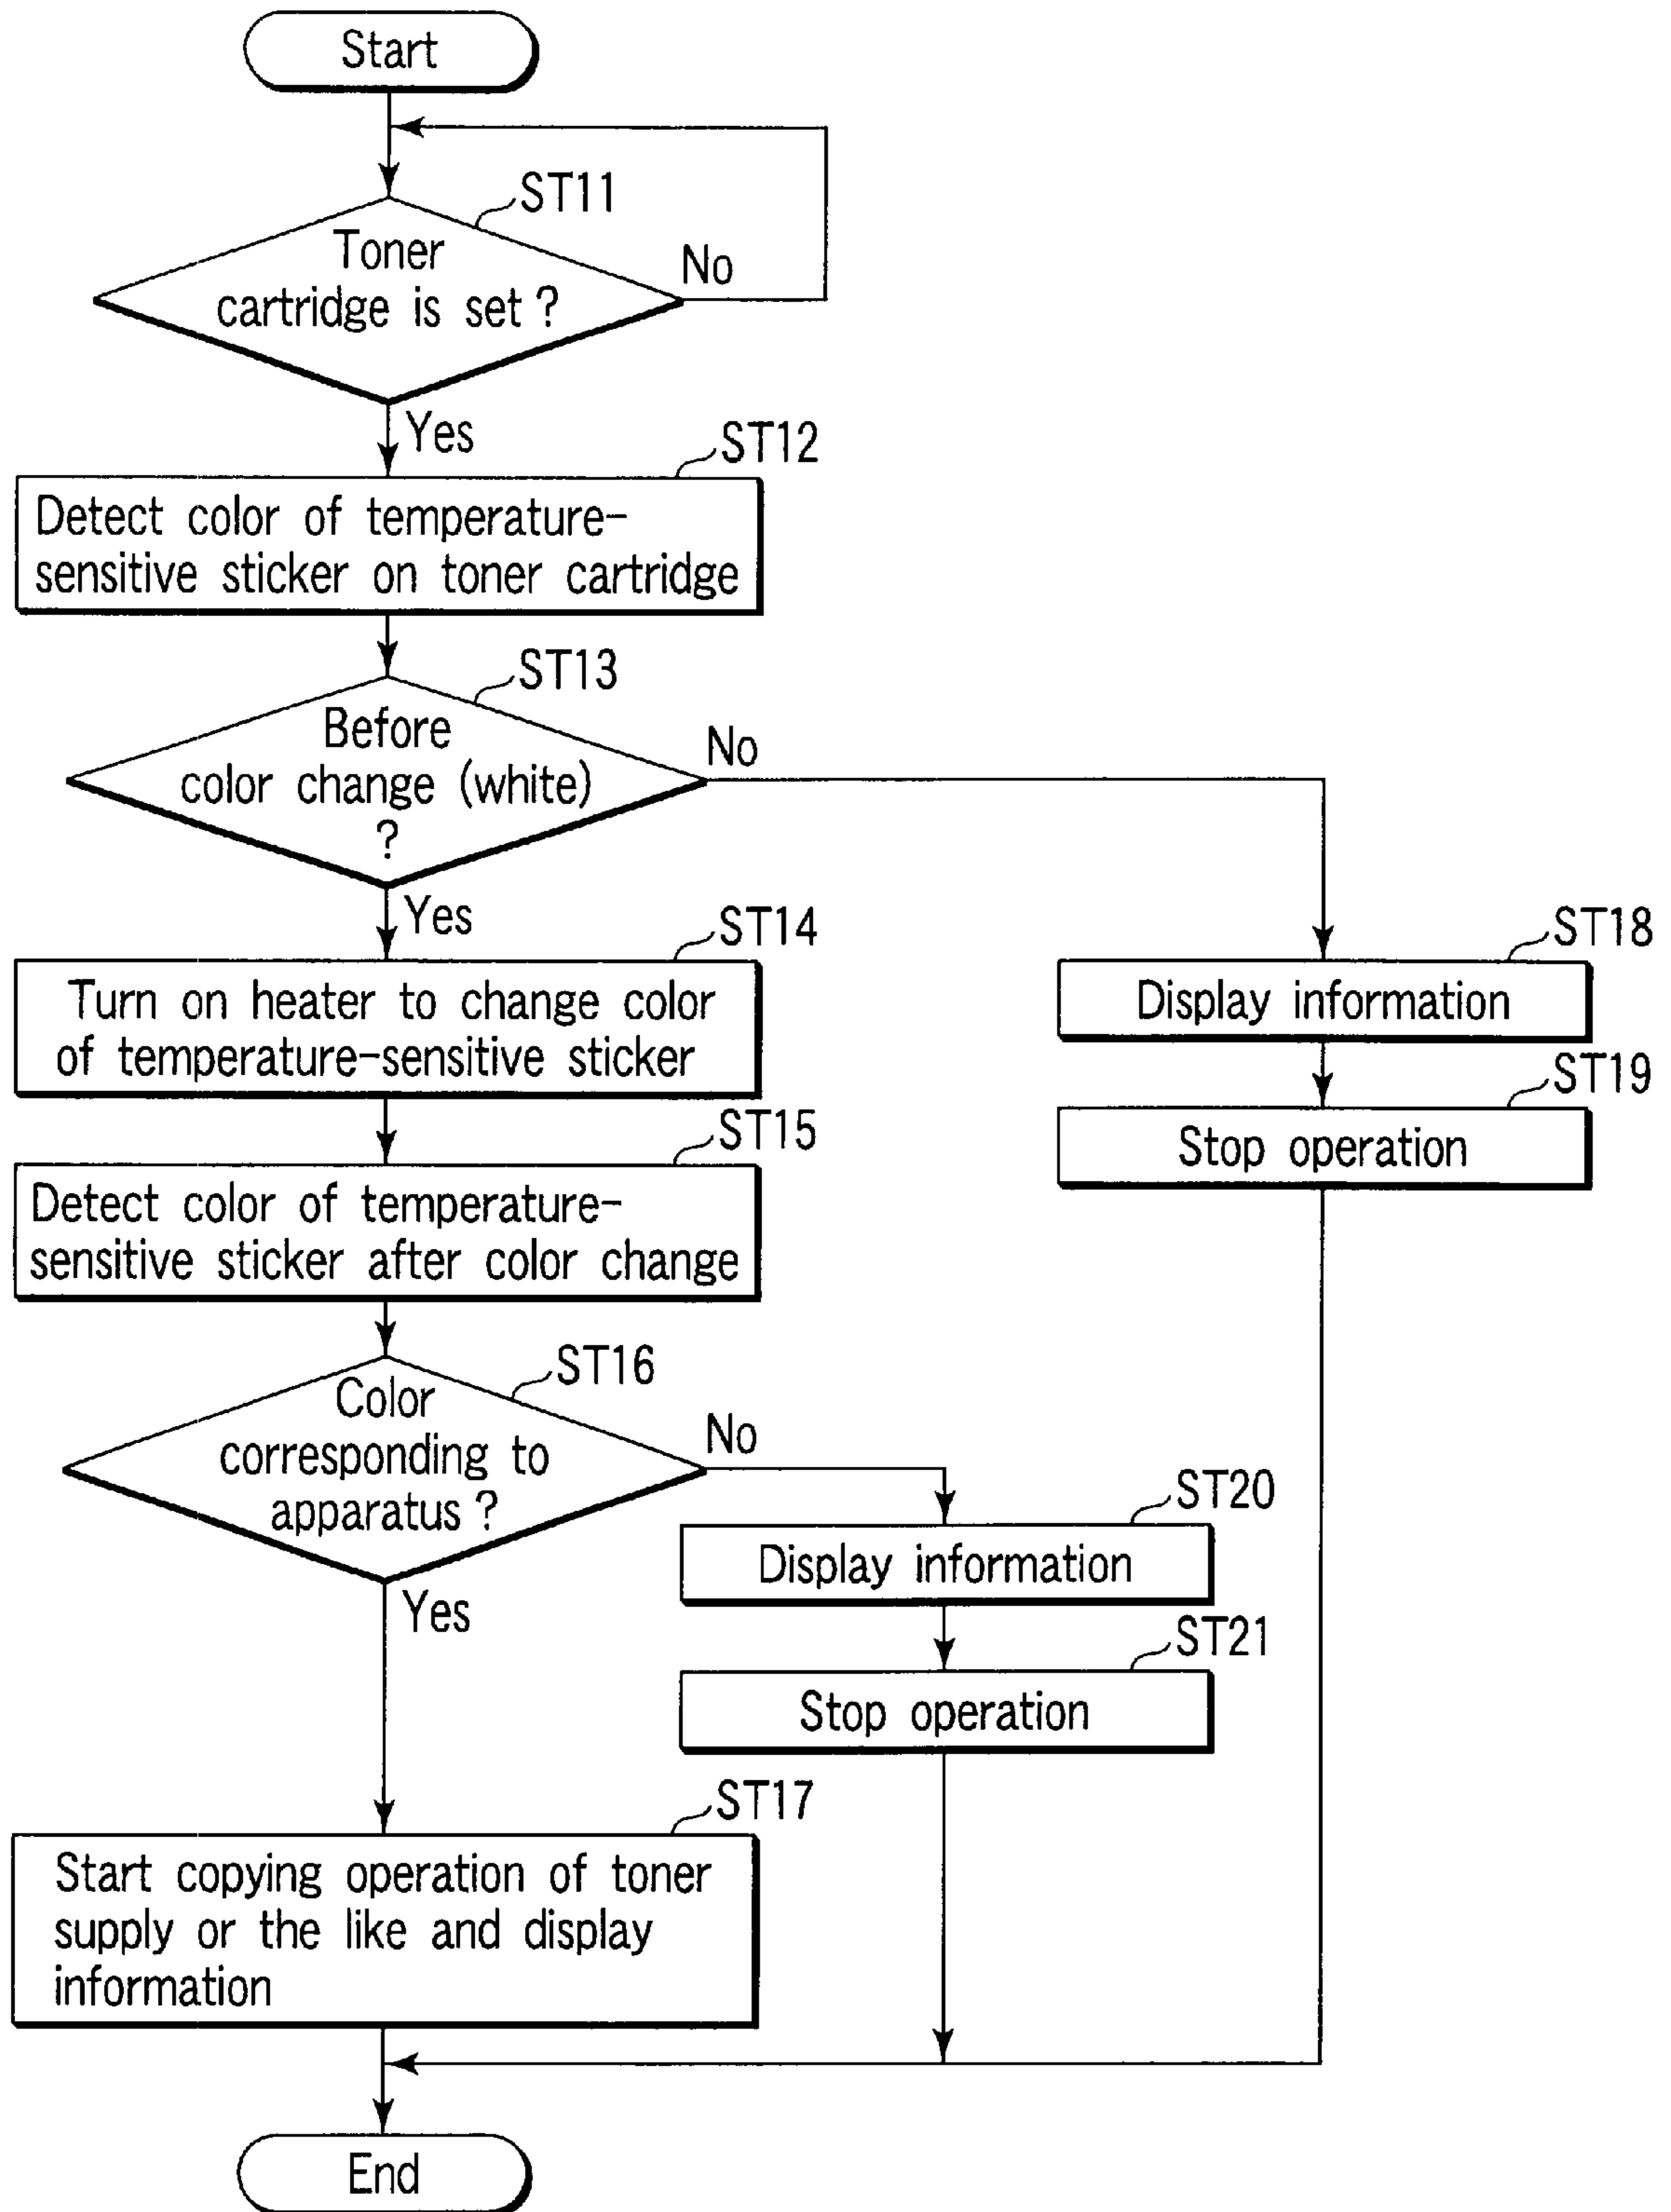 Start
ST11
Toner
cartridge is set ?
No
Yes
ST12
Detect color of temperature-
sensitive sticker on toner cartridge
ST13
Before
color change (white)
?
No
Yes
ST14
Turn on heater to change color
of temperature-sensitive sticker
ST18
Display information
ST19
Stop operation
ST15
Detect color of temperature-
sensitive sticker after color change
ST16
Color
corresponding to
apparatus ?
No
Yes
ST20
Display information
ST21
Stop operation
ST17
Start copying operation of toner
supply or the like and display
information
End